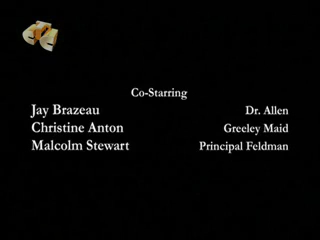 Co-Starring
Jay Brazeau Dr. Allen
Christine Anton Greeley Maid
Malcolm Stewart Principal Feldman